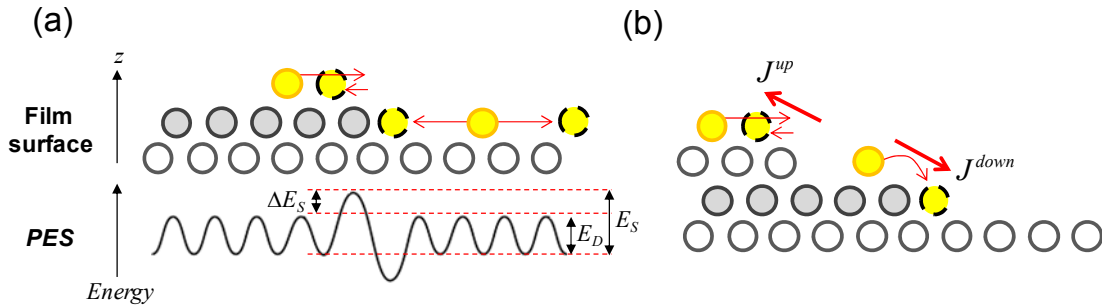 (a)
z
Film
surface
PES
Energy
ΔE_S
E_D
E_S
(b)
J^{up}
J^{down}